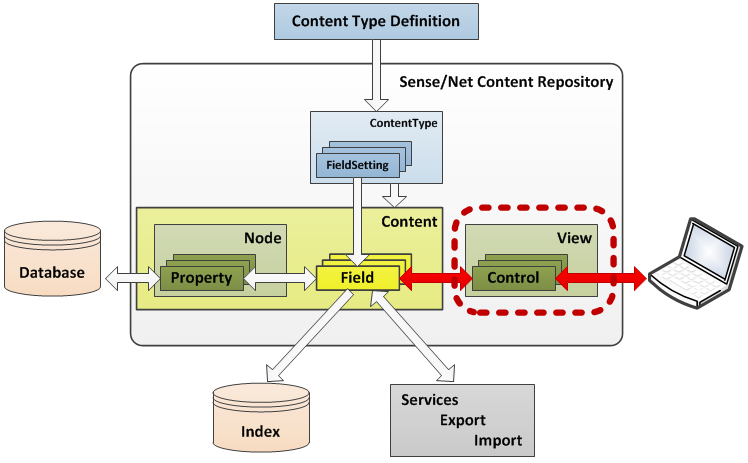 Content Type Definition
Sense/Net Content Repository
ContentType
FieldSetting
Content
Node
View
Database
Property
Field
Control
Index
Services
Export
Import